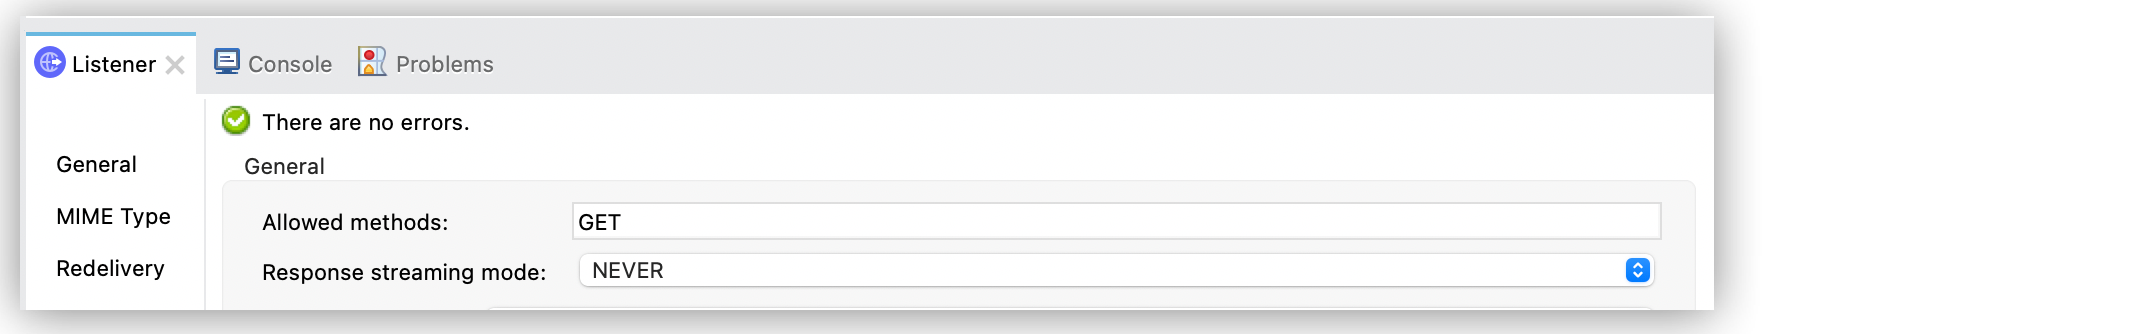 Listener Console Problems
There are no errors.
General
General
MIME Type
Allowed methods: GET
Redelivery
Response streaming mode: NEVER